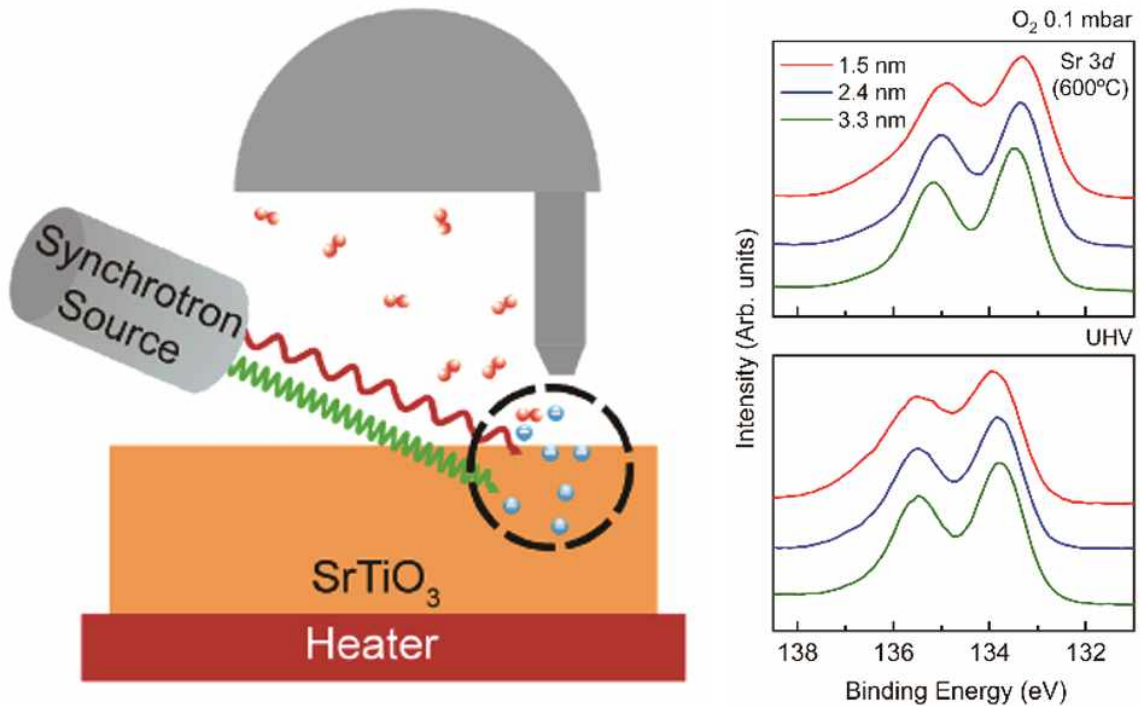 Synchrotron
Source
SrTiO₃
Heater
O₂ 0.1 mbar
1.5 nm
2.4 nm
3.3 nm
Sr 3d
(600ºC)
UHV
Intensity (Arb. units)
138 136 134 132
Binding Energy (eV)